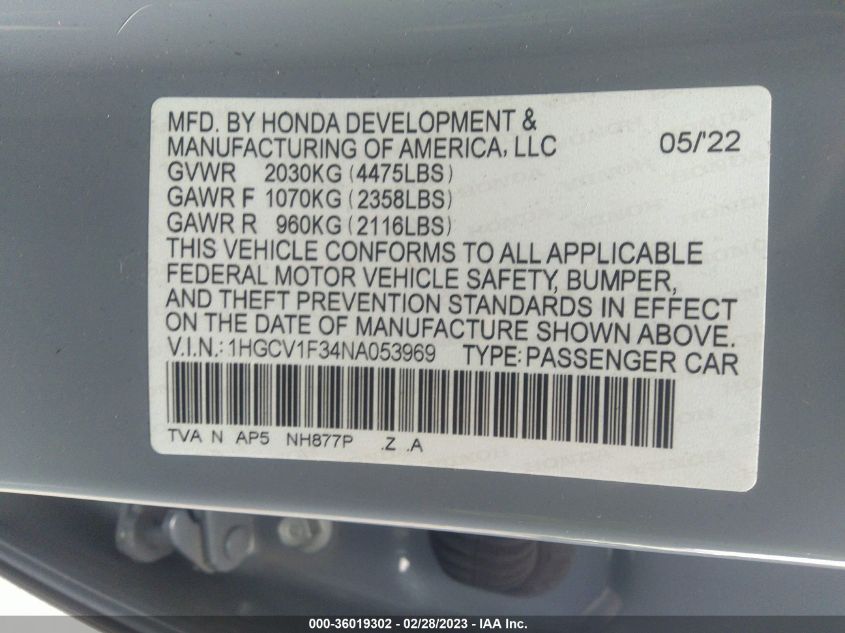 MFD. BY HONDA DEVELOPMENT &
MANUFACTURING OF AMERICA, LLC 05/'22
GVWR 2030KG (4475LBS)
GAWR F 1070KG (2358LBS)
GAWR R 960KG (2116LBS)
THIS VEHICLE CONFORMS TO ALL APPLICABLE
FEDERAL MOTOR VEHICLE SAFETY, BUMPER,
AND THEFT PREVENTION STANDARDS IN EFFECT
ON THE DATE OF MANUFACTURE SHOWN ABOVE.
V.I.N.: 1HGCV1F34NA053969 TYPE: PASSENGER CAR
TVA N AP5 NH877P .Z .A
000-36019302 - 02/28/2023 - IAA Inc.